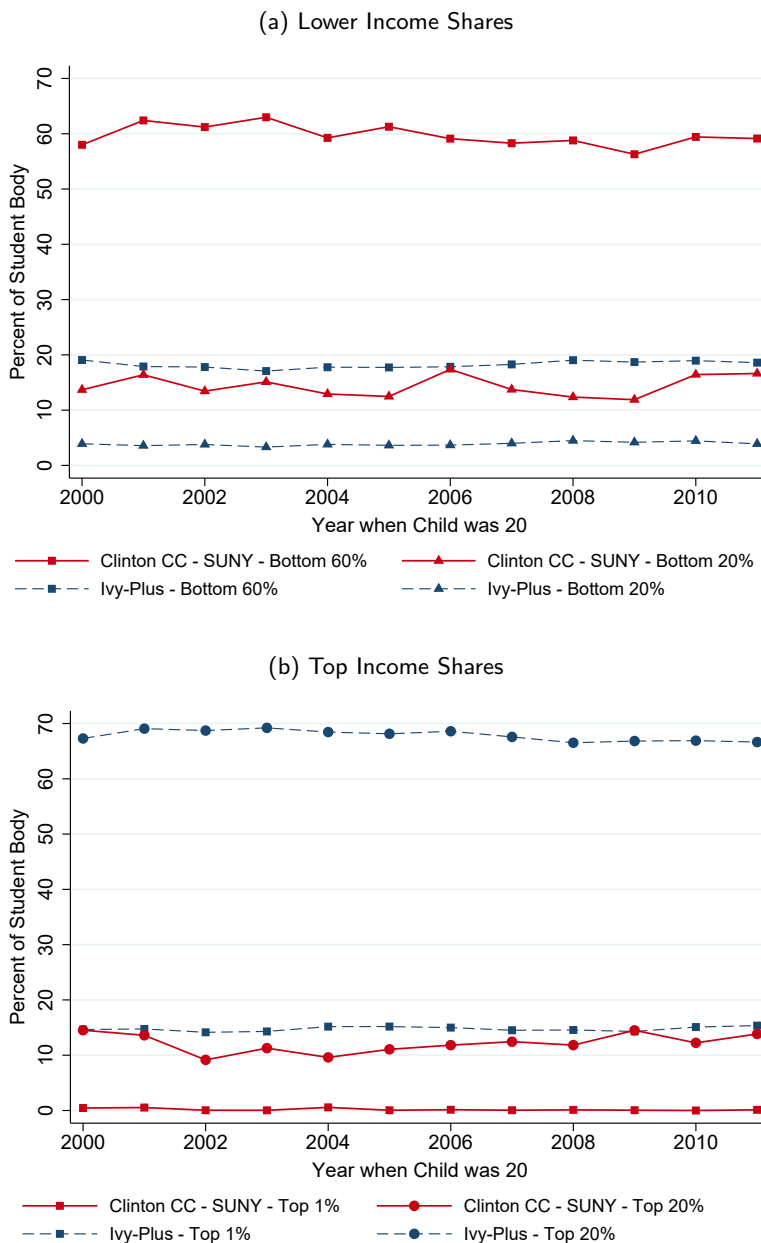 (a) Lower Income Shares
Percent of Student Body
70
60
50
40
30
20
10
0
2000 2002 2004 2006 2008 2010
Year when Child was 20
Clinton CC - SUNY - Bottom 60% Clinton CC - SUNY - Bottom 20%
Ivy-Plus - Bottom 60% Ivy-Plus - Bottom 20%
(b) Top Income Shares
Percent of Student Body
70
60
50
40
30
20
10
0
2000 2002 2004 2006 2008 2010
Year when Child was 20
Clinton CC - SUNY - Top 1% Clinton CC - SUNY - Top 20%
Ivy-Plus - Top 1% Ivy-Plus - Top 20%